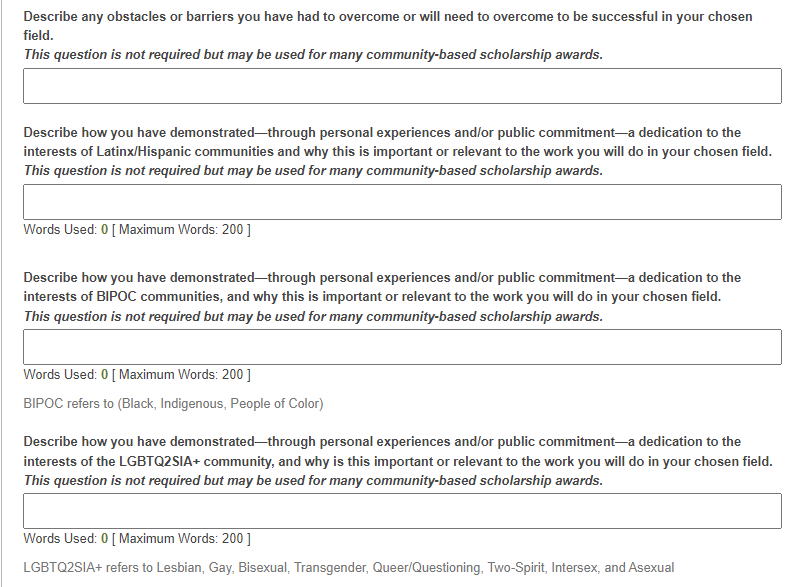 Describe any obstacles or barriers you have had to overcome or will need to overcome to be successful in your chosen
field.
This question is not required but may be used for many community-based scholarship awards.
Describe how you have demonstrated—through personal experiences and/or public commitment—a dedication to the
interests of Latinx/Hispanic communities and why this is important or relevant to the work you will do in your chosen field.
This question is not required but may be used for many community-based scholarship awards.
Words Used: 0 [ Maximum Words: 200 ]
Describe how you have demonstrated—through personal experiences and/or public commitment—a dedication to the
interests of BIPOC communities, and why this is important or relevant to the work you will do in your chosen field.
This question is not required but may be used for many community-based scholarship awards.
Words Used: 0 [ Maximum Words: 200 ]
BIPOC refers to (Black, Indigenous, People of Color)
Describe how you have demonstrated—through personal experiences and/or public commitment—a dedication to the
interests of the LGBTQ2SIA+ community, and why is this important or relevant to the work you will do in your chosen field.
This question is not required but may be used for many community-based scholarship awards.
Words Used: 0 [ Maximum Words: 200 ]
LGBTQ2SIA+ refers to Lesbian, Gay, Bisexual, Transgender, Queer/Questioning, Two-Spirit, Intersex, and Asexual